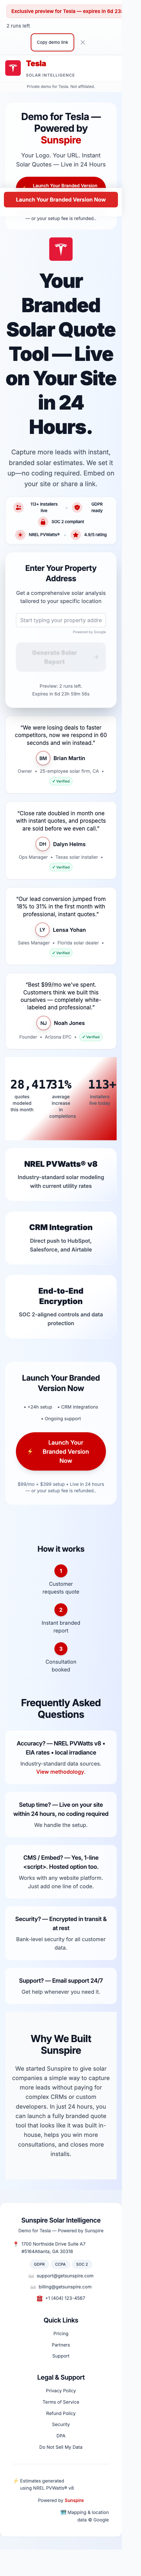 Exclusive preview for Tesla — expires in 6d 23
2 runs left
Copy demo link
Tesla
SOLAR INTELLIGENCE
Private demo for Tesla. Not affiliated.
Demo for Tesla —
Powered by
Sunspire
Your Logo. Your URL. Instant
Solar Quotes — Live in 24 Hours
Launch Your Branded Version
Launch Your Branded Version Now
— or your setup fee is refunded..
Your
Branded
Solar Quote
Tool — Live
on Your Site
in 24
Hours.
Capture more leads with instant,
branded solar estimates. We set it
up—no coding required. Embed on
your site or share a link.
113+ installers
live
GDPR
ready
SOC 2 compliant
NREL PVWatts®
4.9/5 rating
Enter Your Property
Address
Get a comprehensive solar analysis
tailored to your specific location
Start typing your property addre
Powered by Google
Generate Solar
Report
Preview: 2 runs left.
Expires in 6d 23h 59m 56s
"We were losing deals to faster
competitors, now we respond in 60
seconds and win instead."
BM Brian Martin
Owner • 25-employee solar firm, CA •
✓ Verified
"Close rate doubled in month one
with instant quotes, and prospects
are sold before we even call."
DH Dalyn Helms
Ops Manager • Texas solar installer •
✓ Verified
"Our lead conversion jumped from
18% to 31% in the first month with
professional, instant quotes."
LY Lensa Yohan
Sales Manager • Florida solar dealer •
✓ Verified
"Best $99/mo we've spent.
Customers think we built this
ourselves — completely white-
labeled and professional."
NJ Noah Jones
Founder • Arizona EPC • ✓ Verified
28,417 31% 113+
quotes
modeled
this month
average
increase
in
completions
installers
live today
NREL PVWatts® v8
Industry-standard solar modeling
with current utility rates
CRM Integration
Direct push to HubSpot,
Salesforce, and Airtable
End-to-End
Encryption
SOC 2-aligned controls and data
protection
Launch Your Branded
Version Now
• <24h setup • CRM integrations
• Ongoing support
⚡ Launch Your
Branded Version
Now
$99/mo + $399 setup • Live in 24 hours
— or your setup fee is refunded..
How it works
1
Customer
requests quote
2
Instant branded
report
3
Consultation
booked
Frequently Asked
Questions
Accuracy? — NREL PVWatts v8 •
EIA rates • local irradiance
Industry-standard data sources.
View methodology.
Setup time? — Live on your site
within 24 hours, no coding required
We handle the setup.
CMS / Embed? — Yes, 1-line
<script>. Hosted option too.
Works with any website platform.
Just add one line of code.
Security? — Encrypted in transit &
at rest
Bank-level security for all customer
data.
Support? — Email support 24/7
Get help whenever you need it.
Why We Built
Sunspire
We started Sunspire to give solar
companies a simple way to capture
more leads without paying for
complex CRMs or custom
developers. In just 24 hours, you
can launch a fully branded quote
tool that looks like it was built in-
house, and helps you win more
consultations, and closes more
installs.
Sunspire Solar Intelligence
Demo for Tesla — Powered by Sunspire
📍 1700 Northside Drive Suite A7
#5164Atlanta, GA 30318
GDPR CCPA SOC 2
support@getsunspire.com
billing@getsunspire.com
+1 (404) 123-4567
Quick Links
Pricing
Partners
Support
Legal & Support
Privacy Policy
Terms of Service
Refund Policy
Security
DPA
Do Not Sell My Data
⚡ Estimates generated
using NREL PVWatts® v8
Powered by Sunspire
🗺️ Mapping & location
data © Google